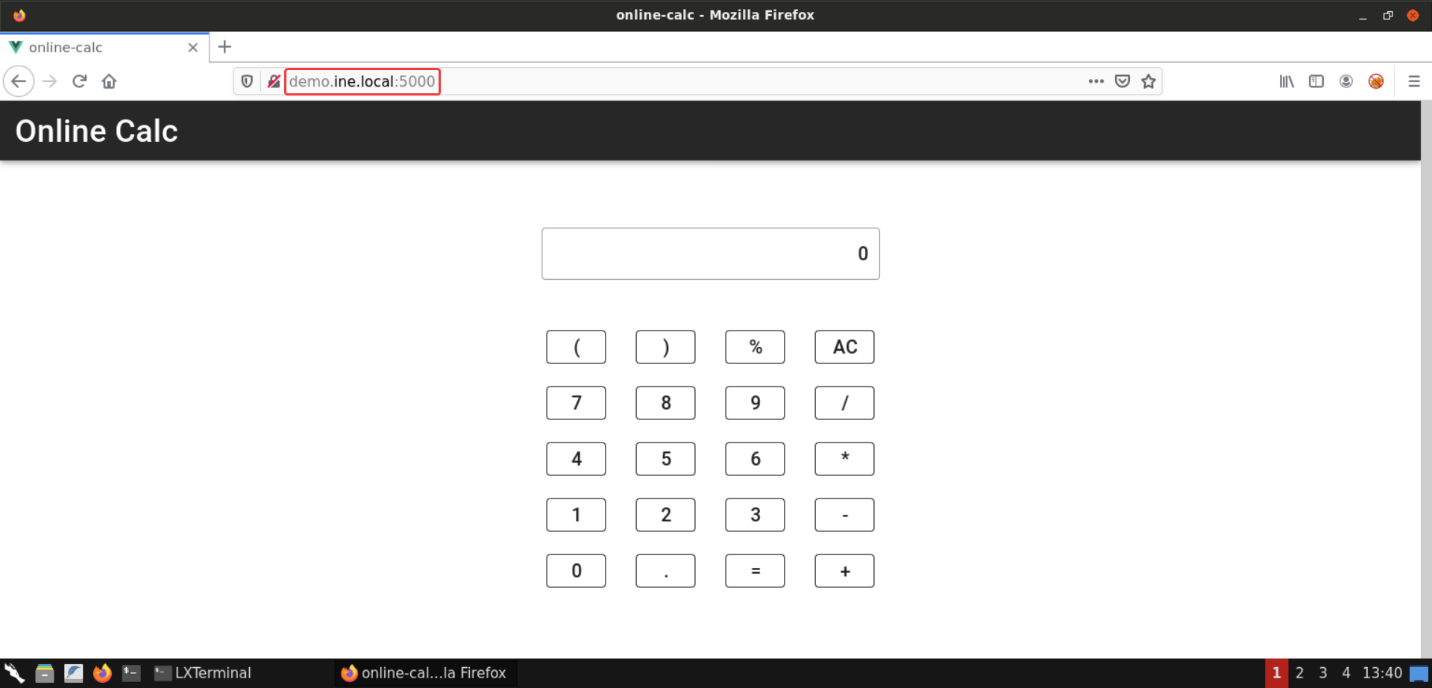 online-calc - Mozilla Firefox
online-calc
demo.ine.local:5000
Online Calc
0
( ) % AC
7 8 9 /
4 5 6 *
1 2 3 -
0 . = +
LXTerminal online-cal...la Firefox 1 2 3 4 13:40